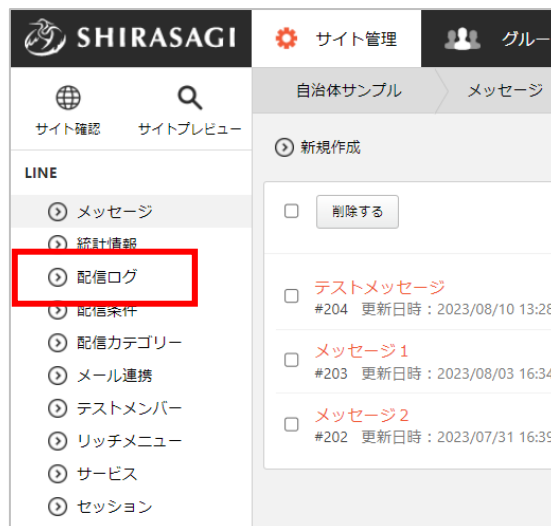 SHIRASAGI
サイト管理
グルー
サイト確認
サイトプレビュー
自治体サンプル
メッセージ
新規作成
LINE
メッセージ
統計情報
配信ログ
配信条件
配信カテゴリー
メール連携
テストメンバー
リッチメニュー
サービス
セッション
削除する
テストメッセージ
#204 更新日時：2023/08/10 13:28
メッセージ1
#203 更新日時：2023/08/03 16:34
メッセージ2
#202 更新日時：2023/07/31 16:39